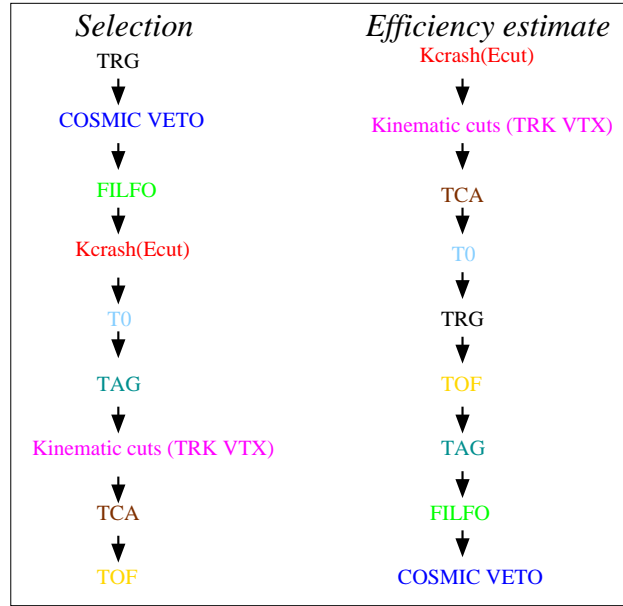 Selection
TRG
COSMIC VETO
FILFO
Kcrash(Ecut)
T0
TAG
Kinematic cuts (TRK VTX)
TCA
TOF
Efficiency estimate
Kcrash(Ecut)
Kinematic cuts (TRK VTX)
TCA
T0
TRG
TOF
TAG
FILFO
COSMIC VETO